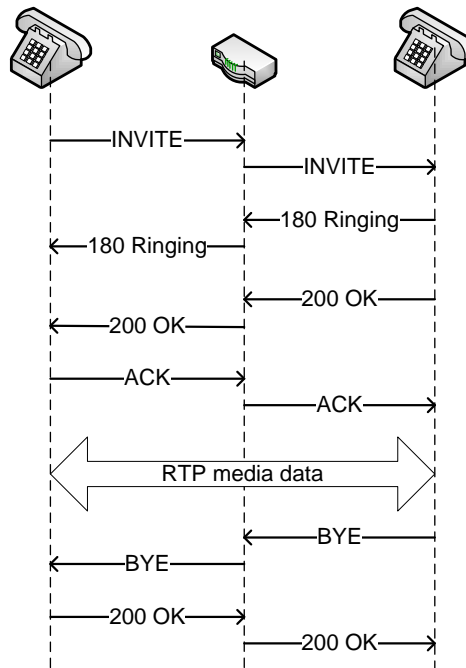 INVITE
INVITE
180 Ringing
180 Ringing
200 OK
200 OK
ACK
ACK
RTP media data
BYE
BYE
200 OK
200 OK